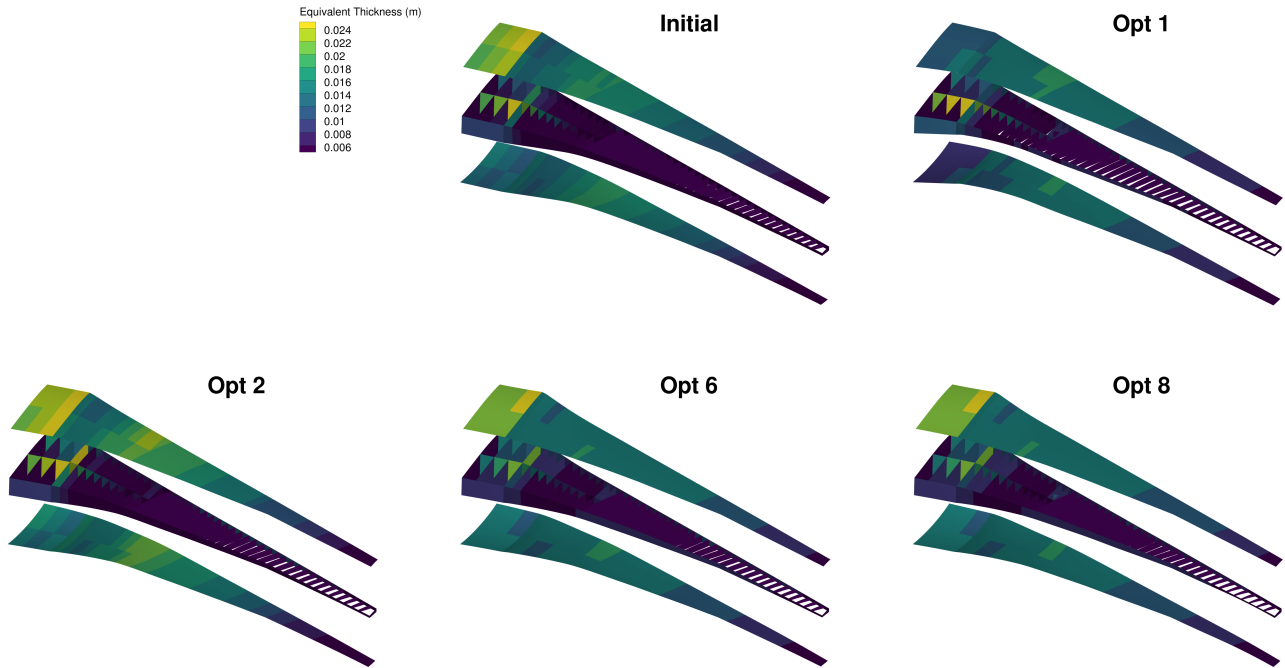 Equivalent Thickness (m)
0.024
0.022
0.02
0.018
0.016
0.014
0.012
0.01
0.008
0.006
Initial
Opt 1
Opt 2
Opt 6
Opt 8